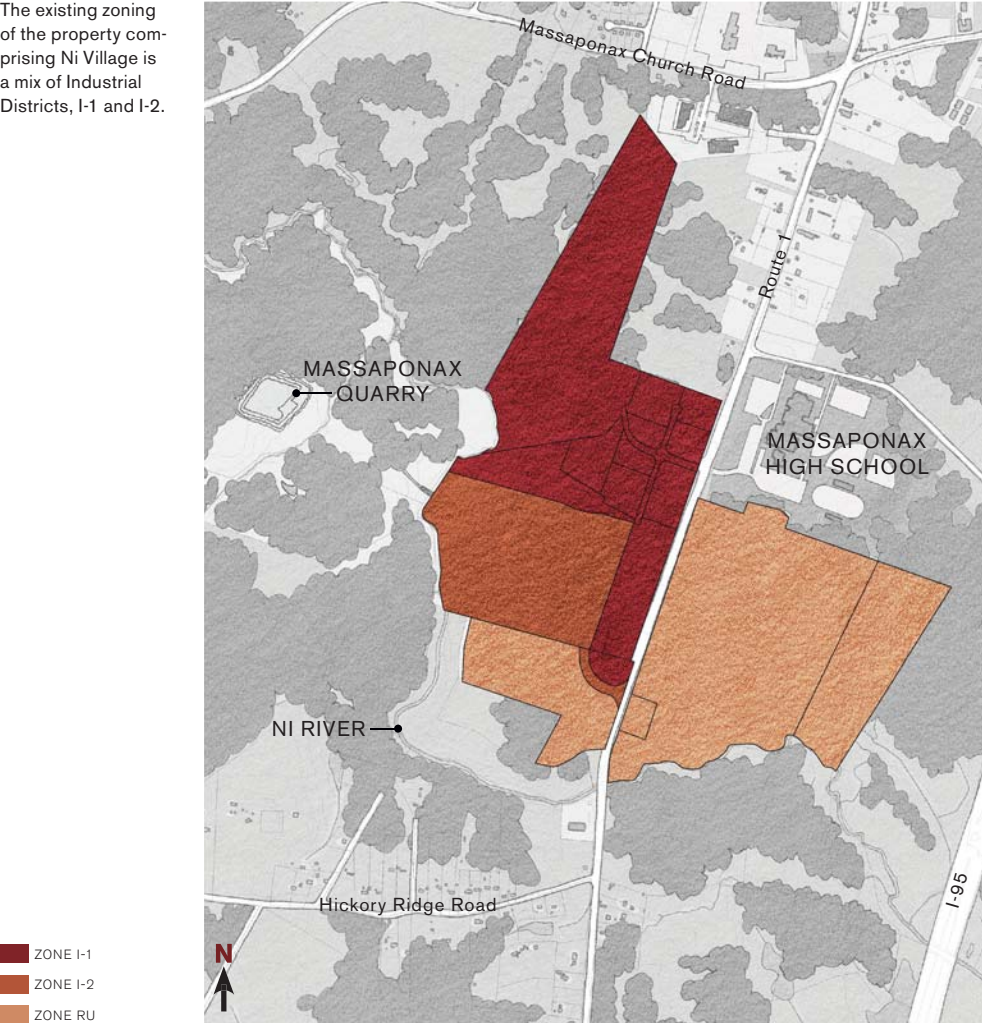 The existing zoning
of the property com-
prising Ni Village is
a mix of Industrial
Districts, I-1 and I-2.
Massaponax Church Road
Route 1
MASSAPONAX
QUARRY
MASSAPONAX
HIGH SCHOOL
NI RIVER
I-95
Hickory Ridge Road
N
ZONE I-1
ZONE I-2
ZONE RU